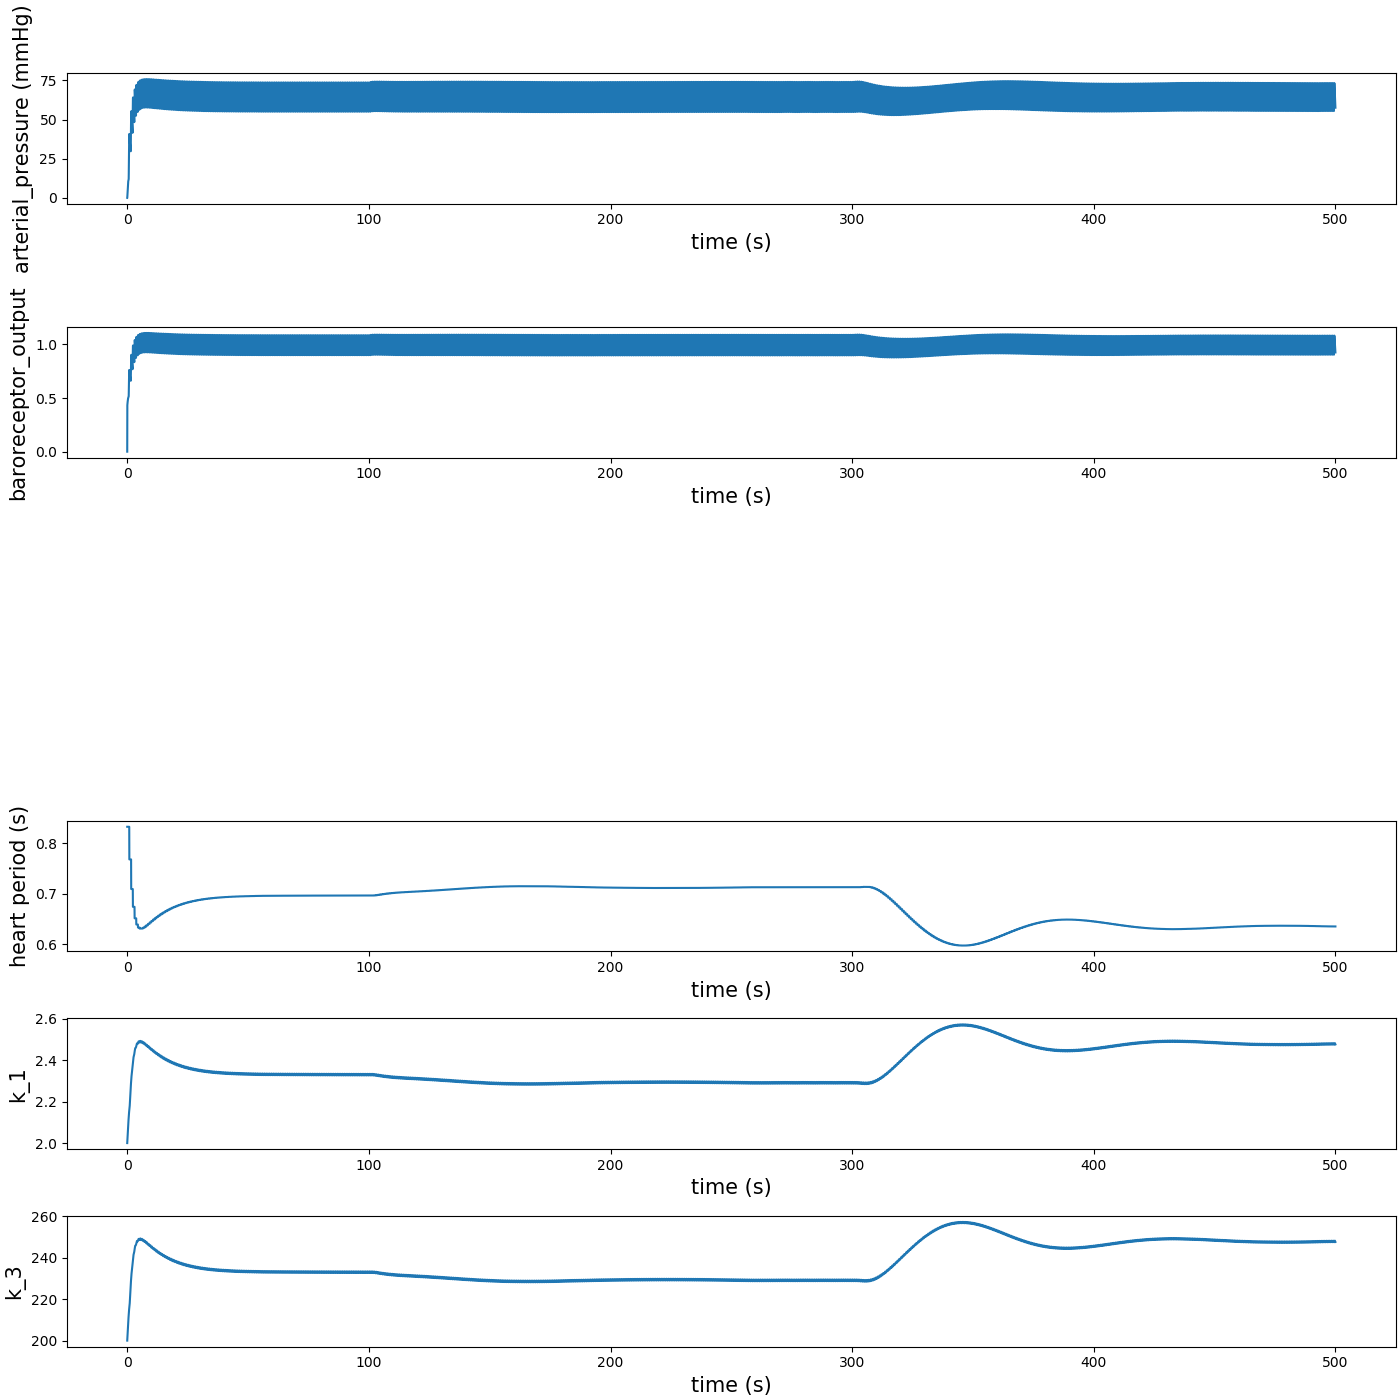 arterial_pressure (mmHg)
75
50
25
0
0 100 200 300 400 500
time (s)
baroreceptor_output
1.0
0.5
0.0
0 100 200 300 400 500
time (s)
heart period (s)
0.8
0.7
0.6
0 100 200 300 400 500
time (s)
k_1
2.6
2.4
2.2
2.0
0 100 200 300 400 500
time (s)
k_3
260
240
220
200
0 100 200 300 400 500
time (s)